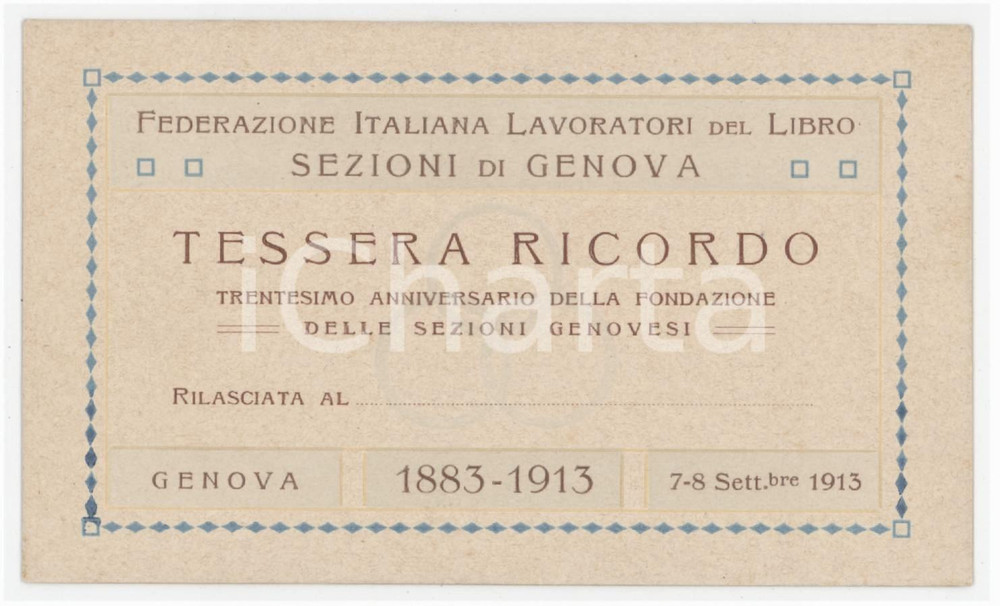 FEDERAZIONE ITALIANA LAVORATORI DEL LIBRO
SEZIONI DI GENOVA
TESSERA RICORDO
TRENTESIMO ANNIVERSARIO DELLA FONDAZIONE
DELLE SEZIONI GENOVESI
iCharta
RILASCIATA AL
GENOVA
1883-1913
7-8 Sett.bre 1913